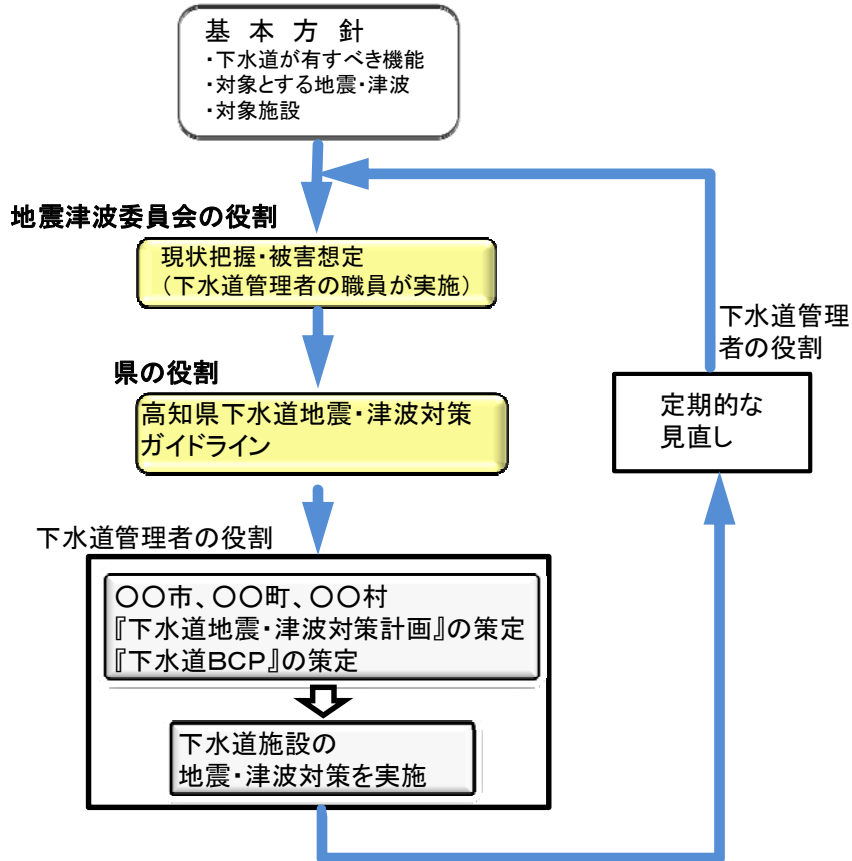 基 本 方 針
・下水道が有すべき機能
・対象とする地震・津波
・対象施設
地震津波委員会の役割
現状把握・被害想定
(下水道管理者の職員が実施)
県の役割
高知県下水道地震・津波対策
ガイドライン
下水道管理者の役割
〇〇市、〇〇町、〇〇村
『下水道地震・津波対策計画』の策定
『下水道BCP』の策定
下水道施設の
地震・津波対策を実施
下水道管理
者の役割
定期的な
見直し